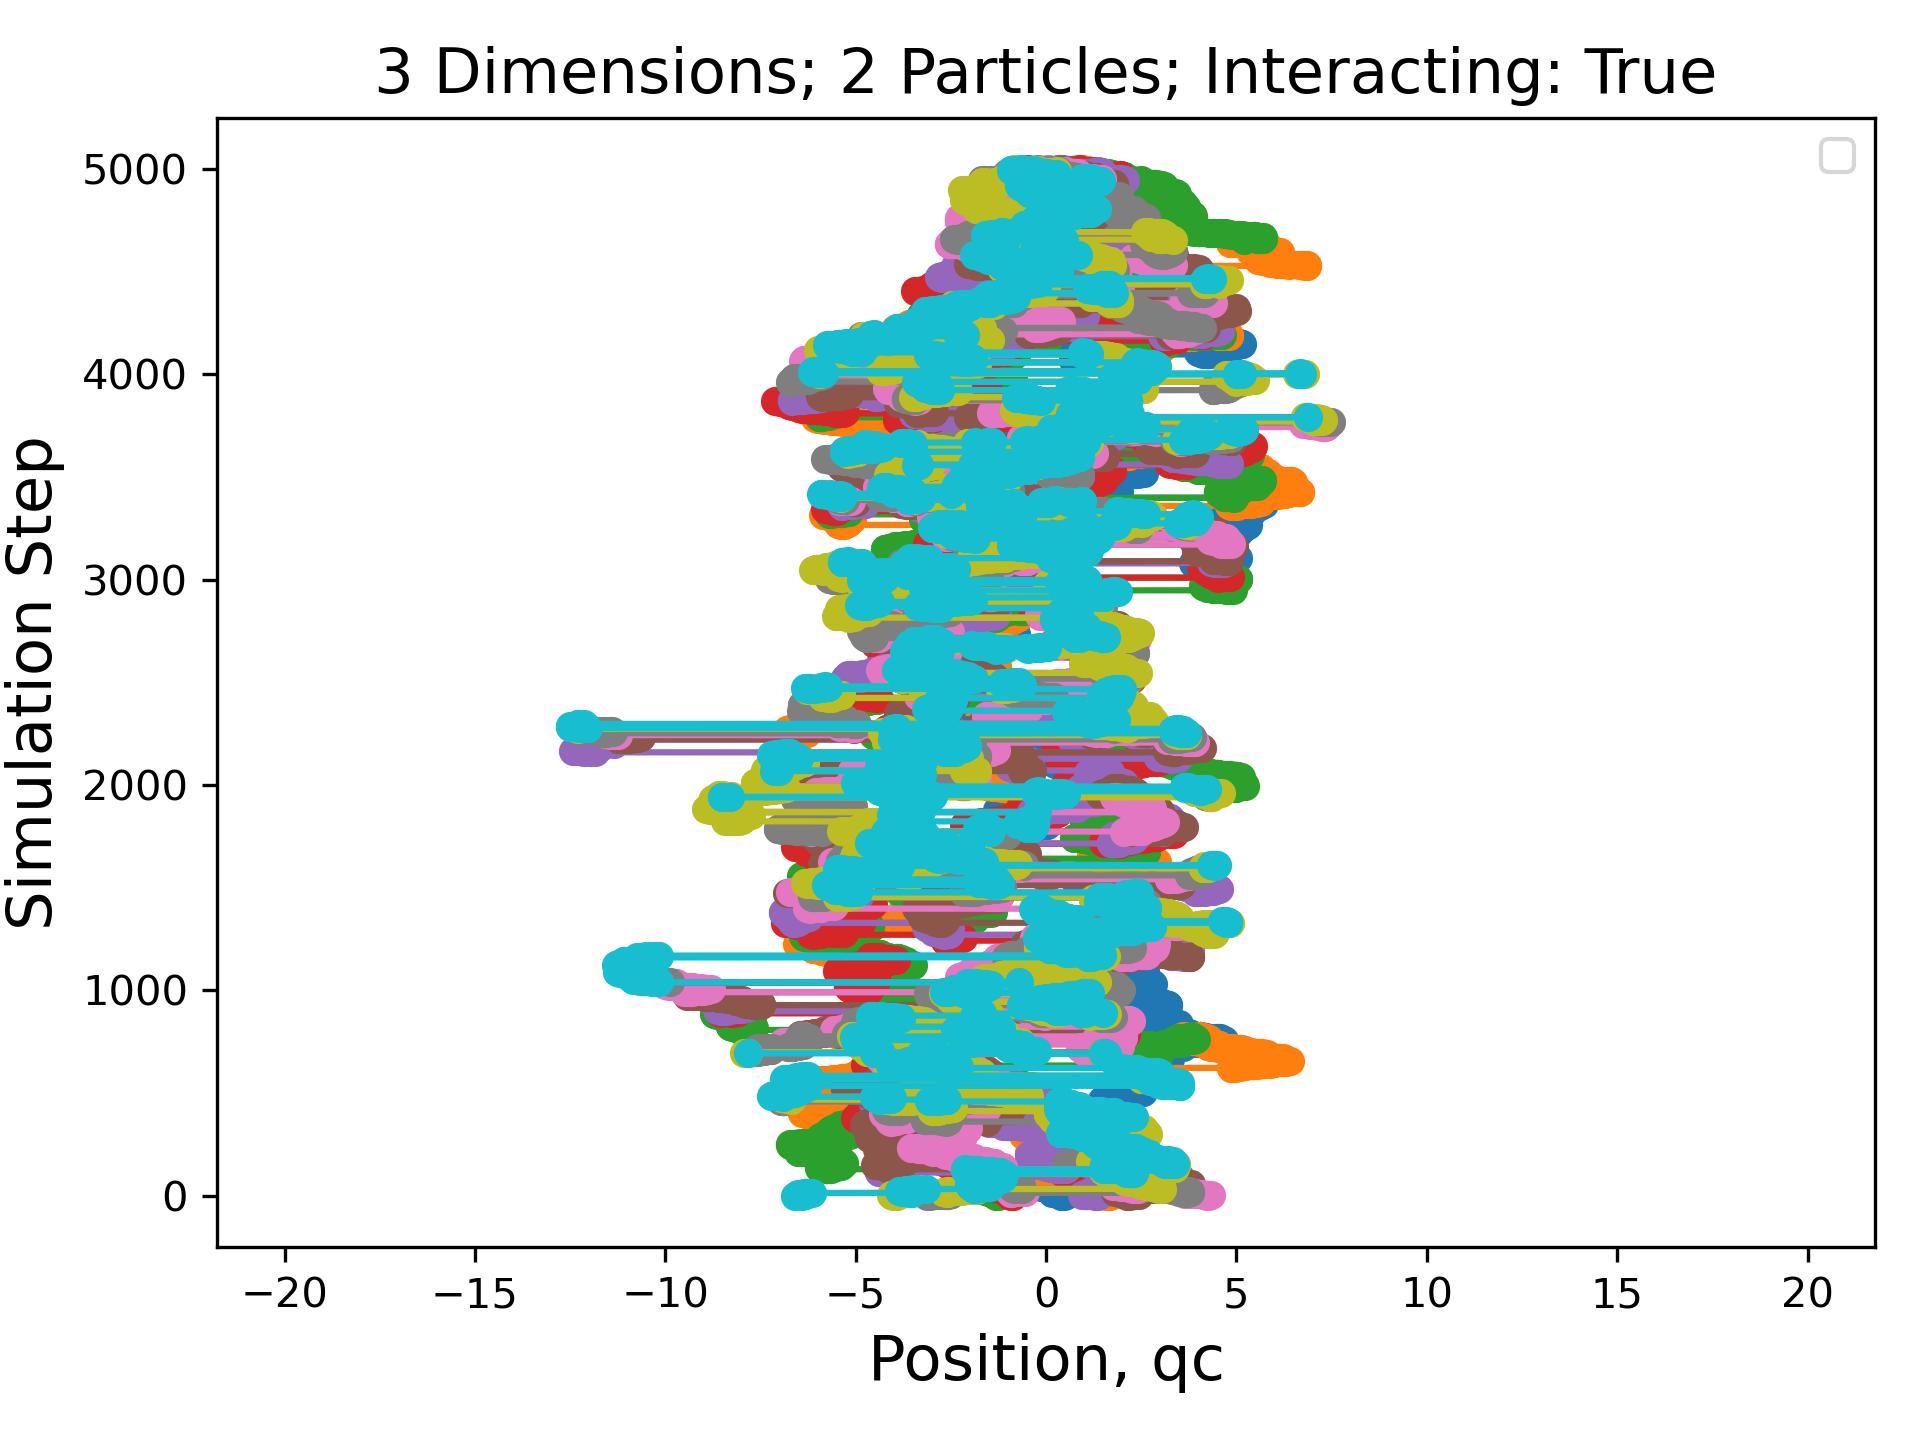 3 Dimensions; 2 Particles; Interacting: True
Simulation Step
5000
4000
3000
2000
1000
0
−20 −15 −10 −5 0 5 10 15 20
Position, qc